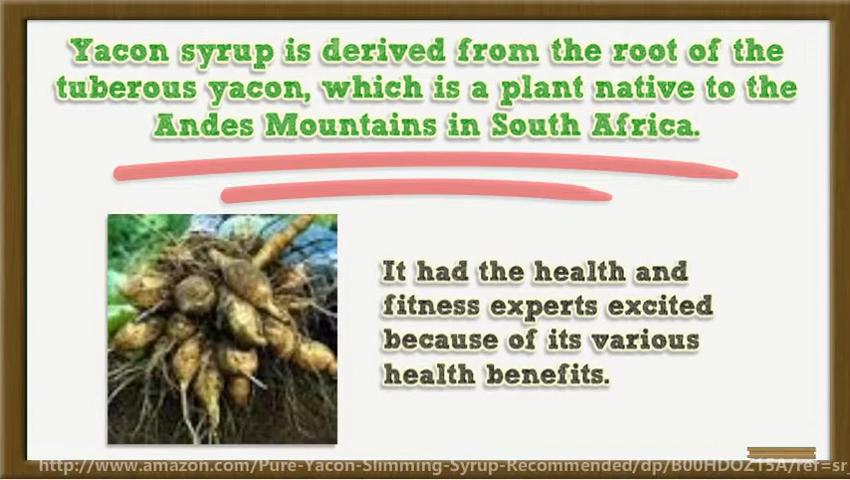 Yacon syrup is derived from the root of the
tuberous yacon, which is a plant native to the
Andes Mountains in South Africa.
It had the health and
fitness experts excited
because of its various
health benefits.
http://www.amazon.com/Pure-Yacon-Slimming-Syrup-Recommended/dp/B00HDOZ15A/ref=sr_